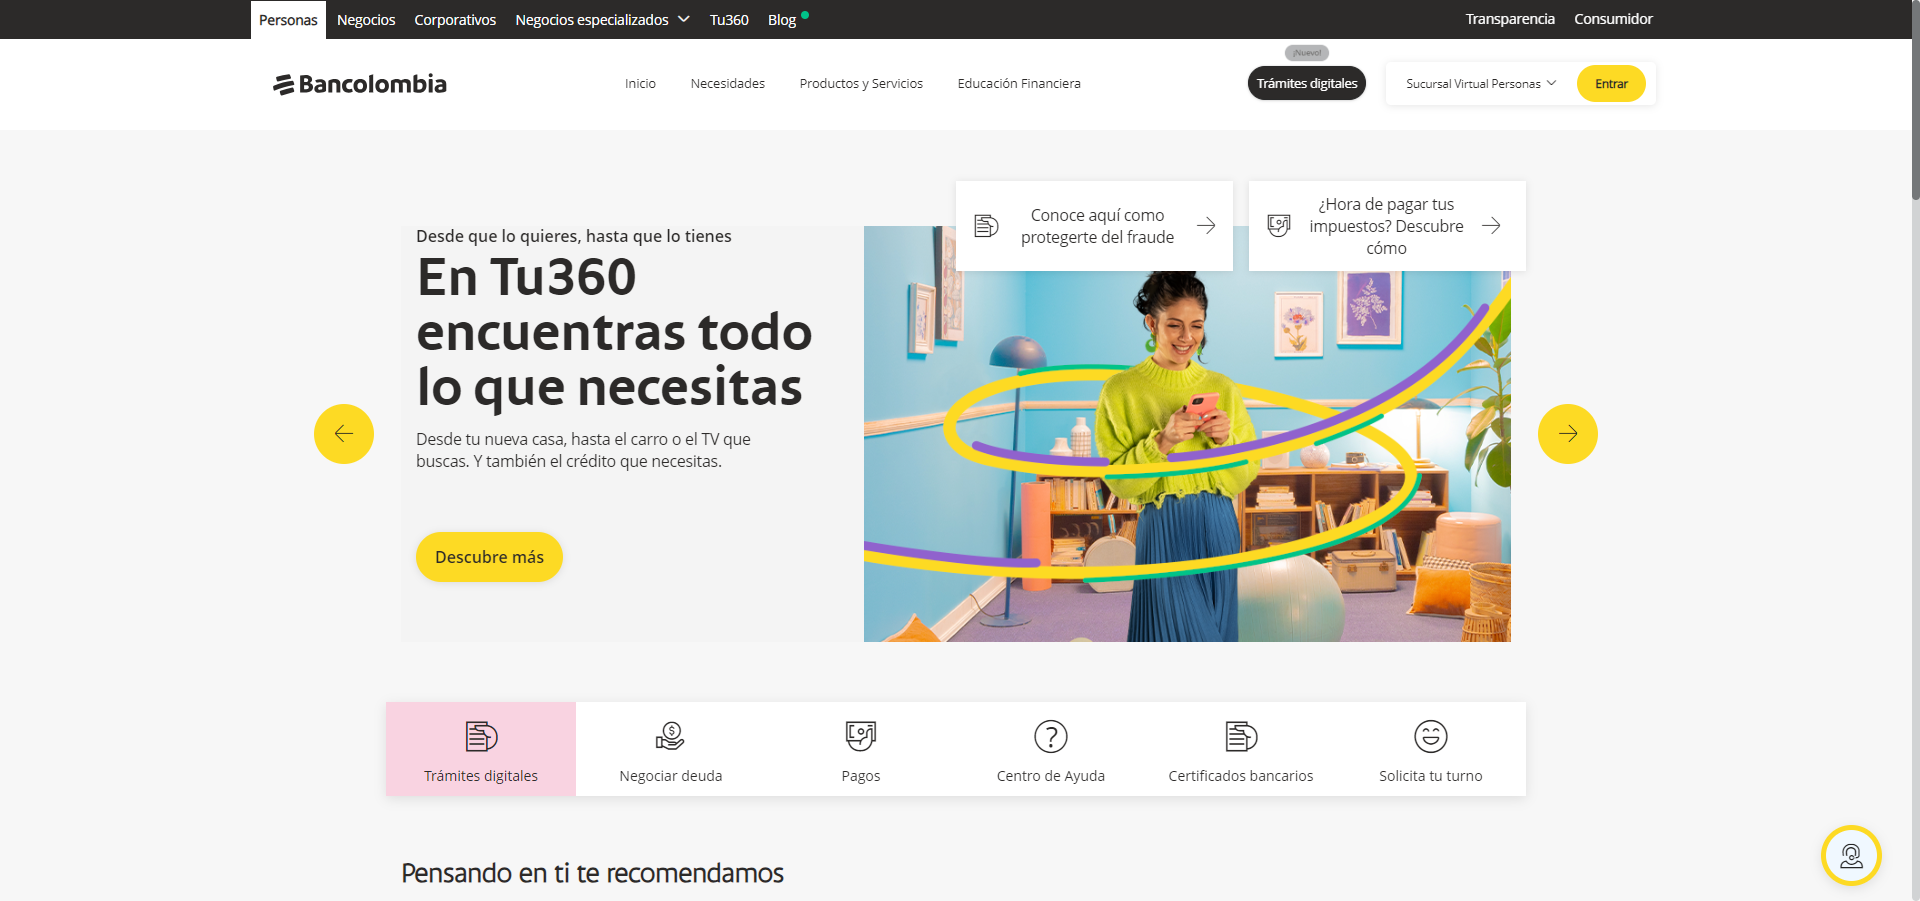 Personas Negocios Corporativos Negocios especializados Tu360 Blog Transparencia Consumidor
¡Nuevo!
Bancolombia Inicio Necesidades Productos y Servicios Educación Financiera Trámites digitales Sucursal Virtual Personas Entrar
Conoce aquí como
protegerte del fraude
¿Hora de pagar tus
impuestos? Descubre
cómo
Desde que lo quieres, hasta que lo tienes
En Tu360
encuentras todo
lo que necesitas
Desde tu nueva casa, hasta el carro o el TV que
buscas. Y también el crédito que necesitas.
Descubre más
Trámites digitales Negociar deuda Pagos Centro de Ayuda Certificados bancarios Solicita tu turno
Pensando en ti te recomendamos